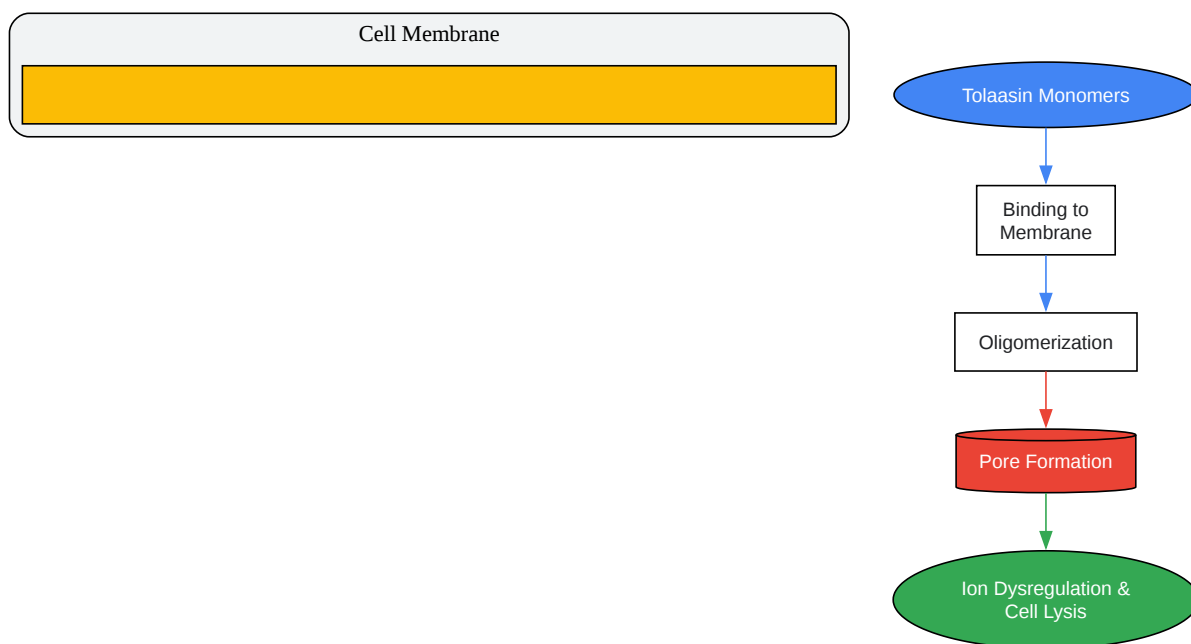 Cell Membrane
Tolaasin Monomers
Binding to
Membrane
Oligomerization
Pore Formation
Ion Dysregulation &
Cell Lysis